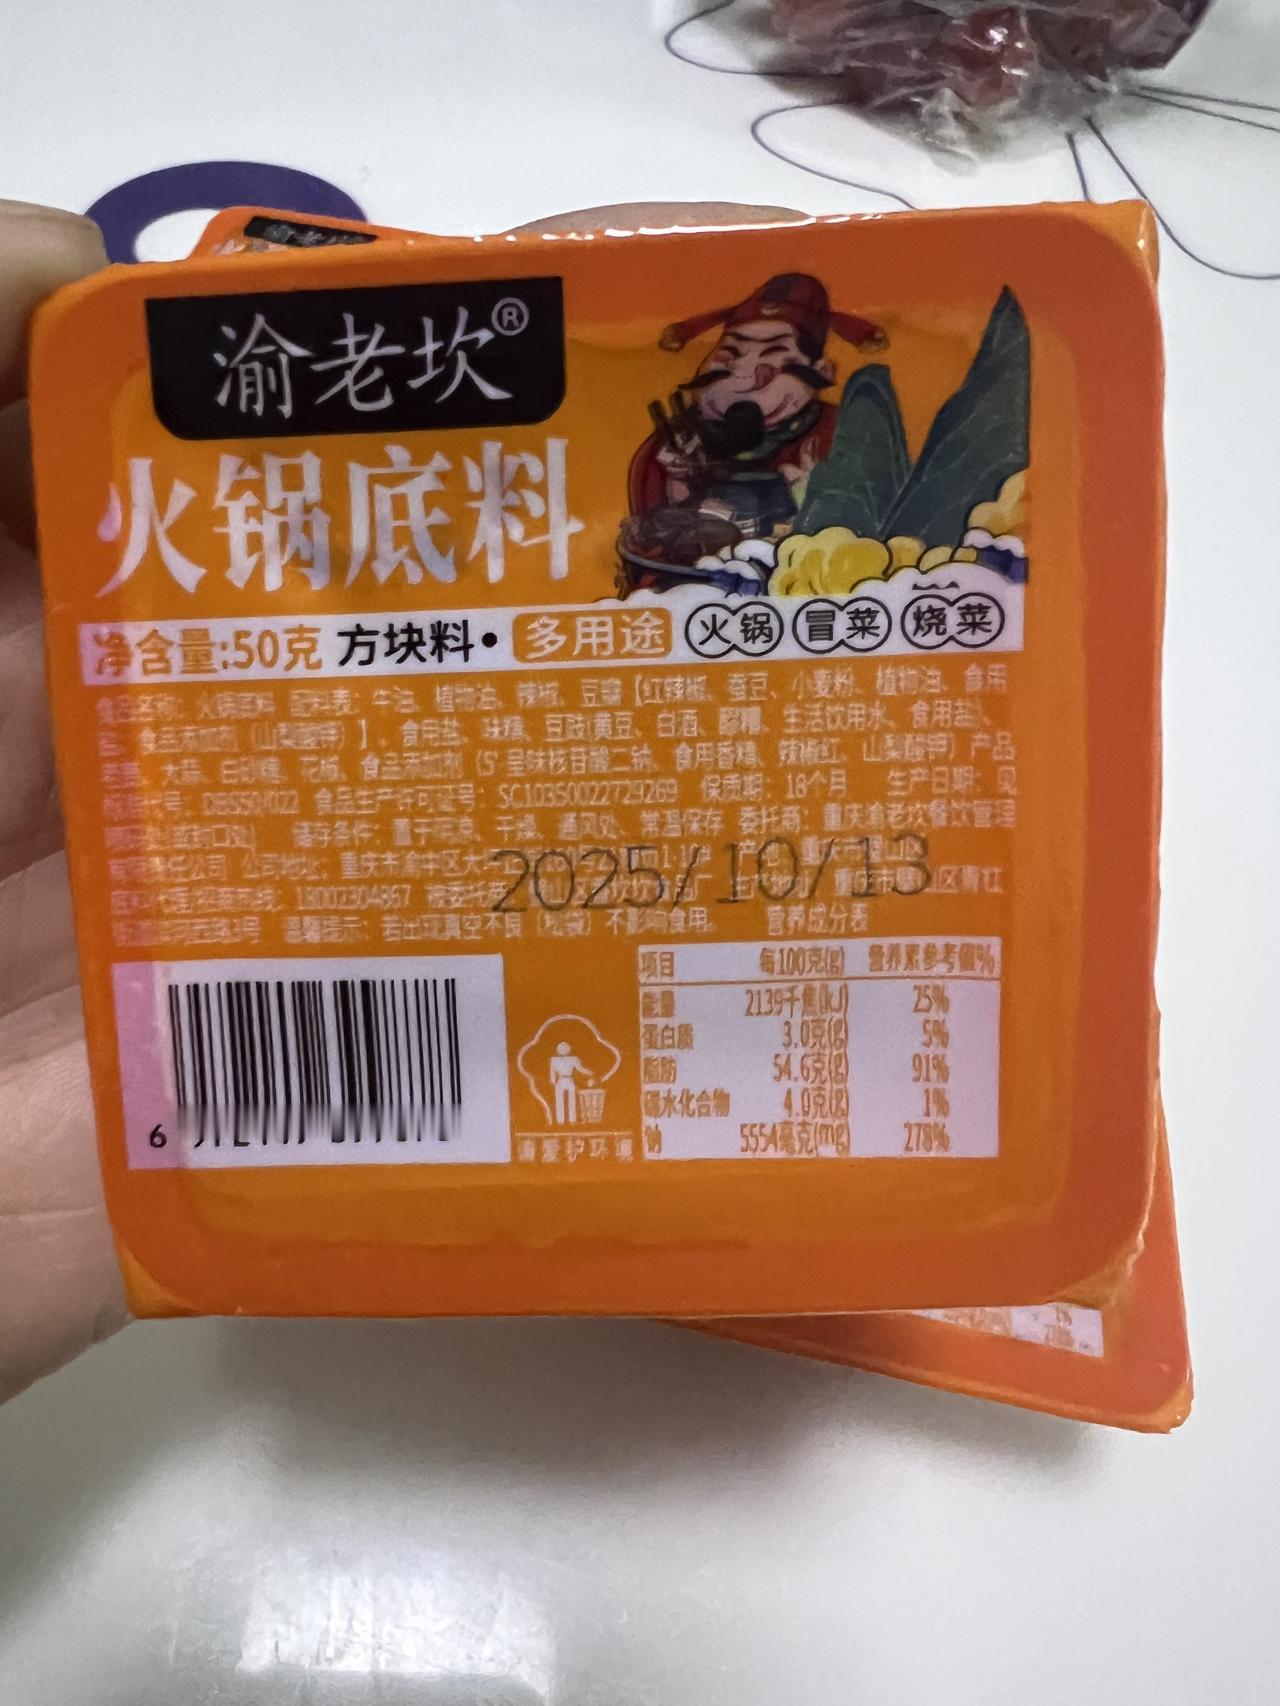 渝老坎®
火锅底料
净含量:50克 方块料• 多用途 火锅 冒菜 烧菜
食品名称: 火锅底料 配料表: 牛油、植物油、辣椒、豆瓣【红辣椒、蚕豆、小麦粉、植物油、食用
食品添加剂(山梨酸钾)】、食用盐、味精、豆豉(黄豆、白酒、醪糟、生活饮用水、食用盐)、
大蒜、白砂糖、花椒、食品添加剂(5' 呈味核苷酸二钠、食用香精、辣椒红、山梨酸钾) 产品
标准代号: DBS50/022 食品生产许可证号: SC10350022729269 保质期: 18个月 生产日期: 见
贮存条件: 置于阴凉、干燥、通风处、常温保存 委托商: 重庆渝老坎餐饮管理
有限责任公司 公司地址: 重庆市渝中区大
2025/10/13
18002304867
温馨提示: 若出现真空不良(松袋) 不影响食用。 营养成分表
项目 每100克(g) 营养素参考值%
能量 2139千焦(kJ) 25%
蛋白质 3.0克(g) 5%
脂肪 54.6克(g) 91%
碳水化合物 4.0克(g) 1%
钠 5554毫克(mg) 278%
6
请爱护环境